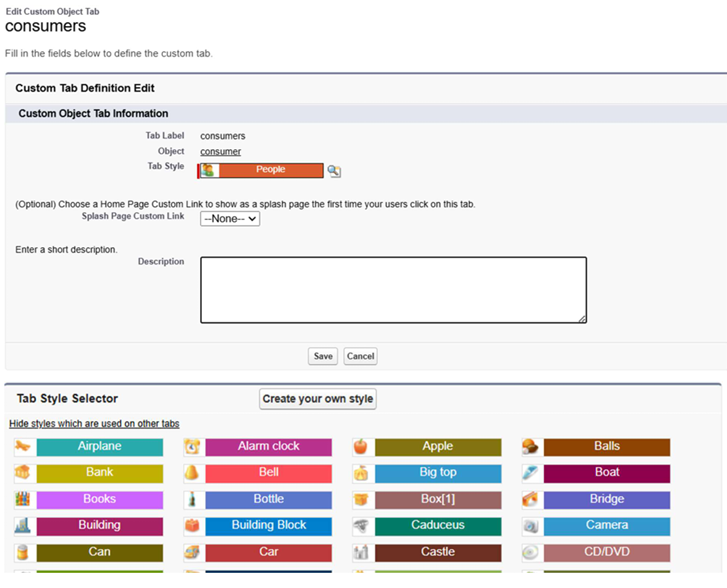 Edit Custom Object Tab
consumers
Fill in the fields below to define the custom tab.
Custom Tab Definition Edit
Custom Object Tab Information
Tab Label consumers
Object consumer
Tab Style People
(Optional) Choose a Home Page Custom Link to show as a splash page the first time your users click on this tab.
Splash Page Custom Link --None--
Enter a short description.
Description
Save Cancel
Tab Style Selector Create your own style
Hide styles which are used on other tabs
Airplane Alarm clock Apple Balls
Bank Bell Big top Boat
Books Bottle Box[1] Bridge
Building Building Block Caduceus Camera
Can Car Castle CD/DVD